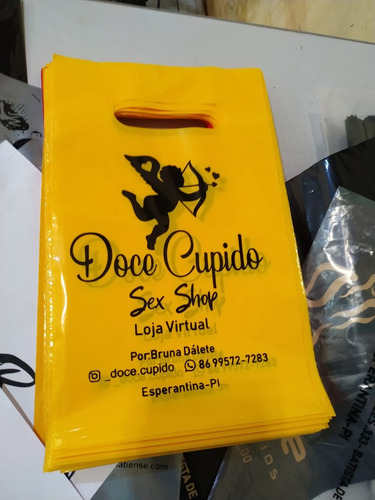 Doce Cupido
Sex Shop
Loja Virtual
Por:Bruna Dálete
_doce.cupido 86 99572-7283
Esperantina-PI